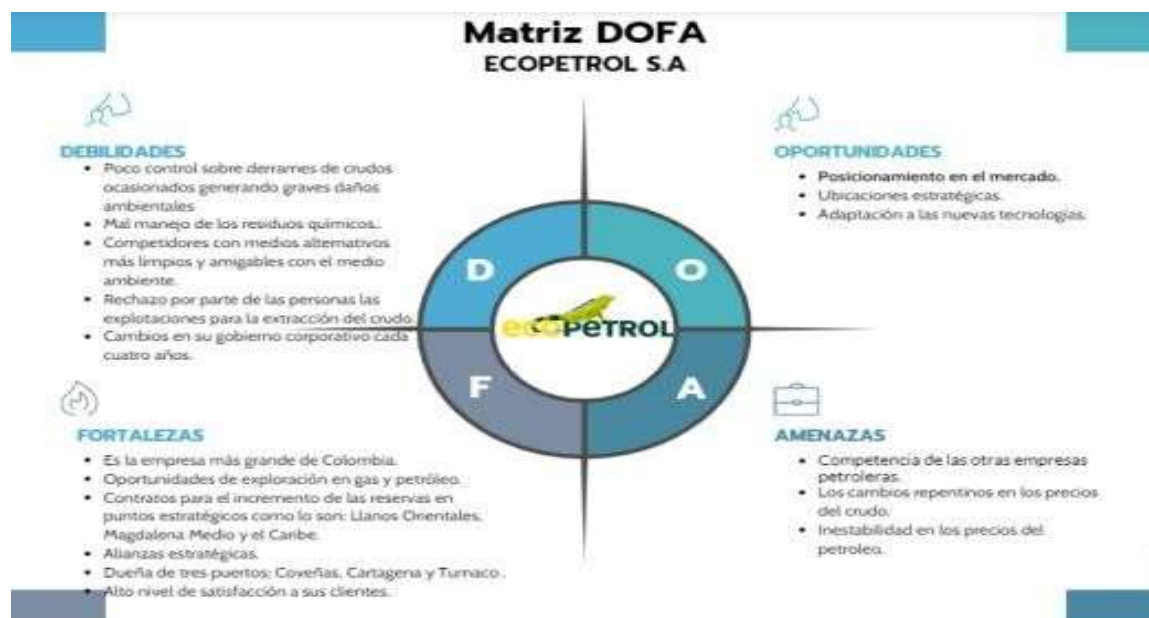 Matriz DOFA
ECOPETROL S.A
DEBILIDADES
• Poco control sobre derrames de crudos
ocasionados generando graves daños
ambientales
• Mal manejo de los residuos químicos..
• Competidores con medios alternativos
más limpios y amigables con el medio
ambiente.
• Rechazo por parte de las personas las
explotaciones para la extracción del crudo.
• Cambios en su gobierno corporativo cada
cuatro años.
OPORTUNIDADES
• Posicionamiento en el mercado.
• Ubicaciones estratégicas.
• Adaptación a las nuevas tecnologías.
D
O
ecoPETROL
F
A
FORTALEZAS
• Es la empresa más grande de Colombia.
• Oportunidades de exploración en gas y petróleo.
• Contratos para el incremento de las reservas en
puntos estratégicos como lo son: Llanos Orientales,
Magdalena Medio y el Caribe.
• Alianzas estratégicas.
• Dueña de tres puertos; Coveñas, Cartagena y Tumaco .
• Alto nivel de satisfacción a sus clientes.
AMENAZAS
• Competencia de las otras empresas
petroleras.
• Los cambios repentinos en los precios
del crudo.
• Inestabilidad en los precios del
petroleo.